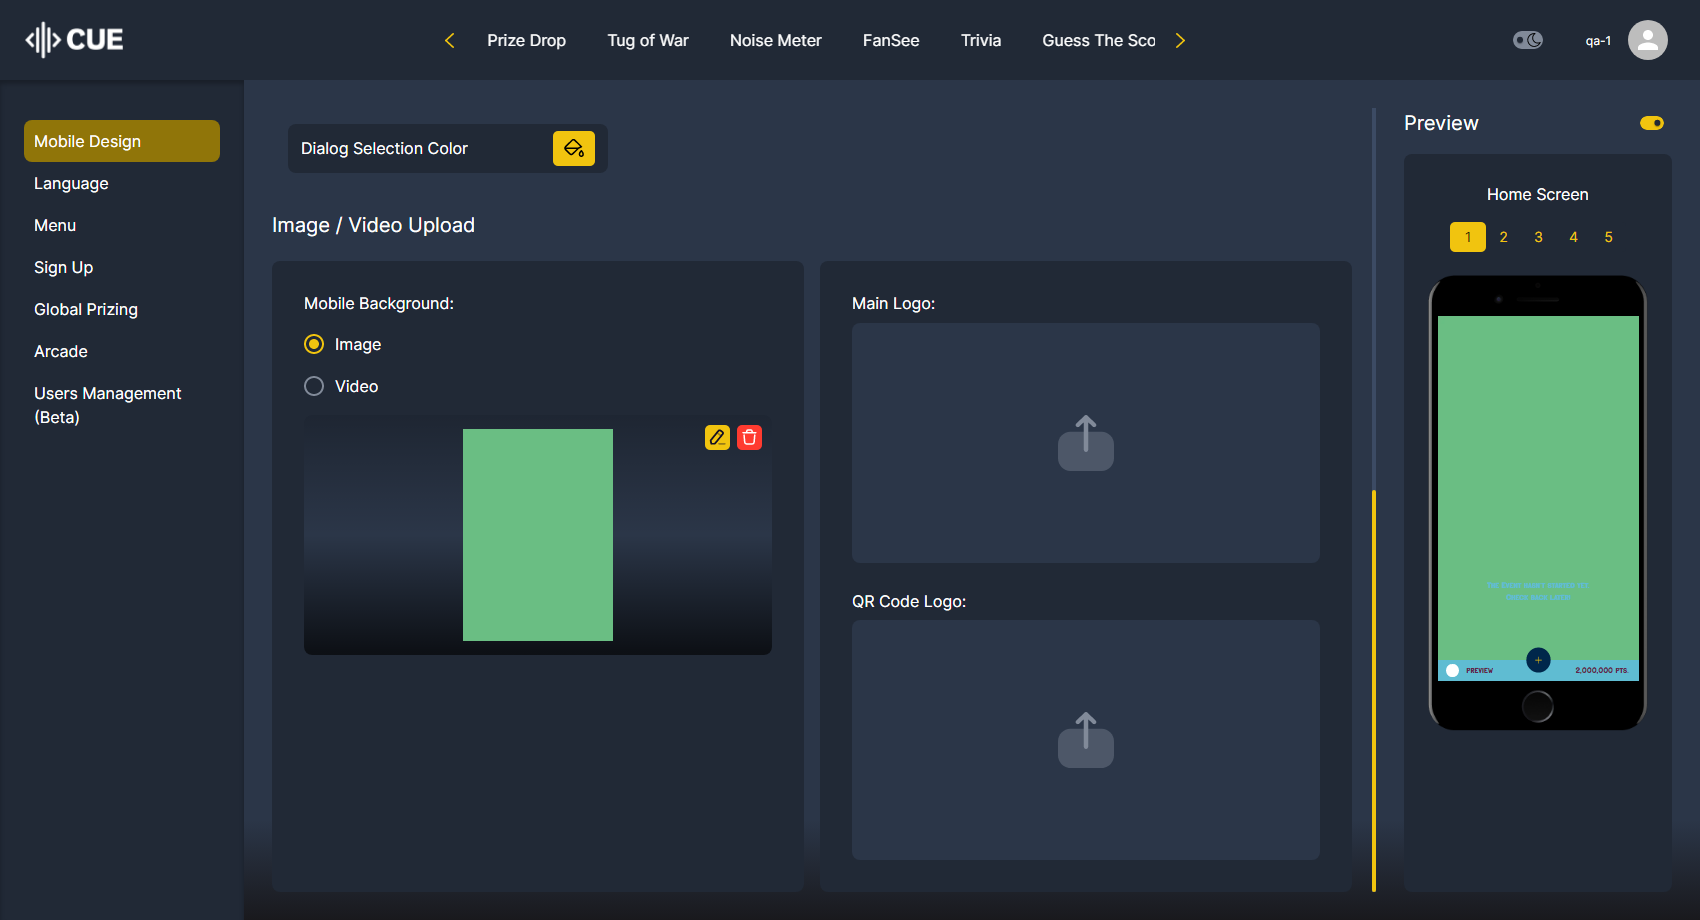 CUE
Prize Drop
Tug of War
Noise Meter
FanSee
Trivia
Guess The Sco
qa-1
Mobile Design
Language
Menu
Sign Up
Global Prizing
Arcade
Users Management
(Beta)
Dialog Selection Color
Image / Video Upload
Mobile Background:
Image
Video
Main Logo:
QR Code Logo:
Preview
Home Screen
1 2 3 4 5
PREVIEW
+
2,000,000 PTS